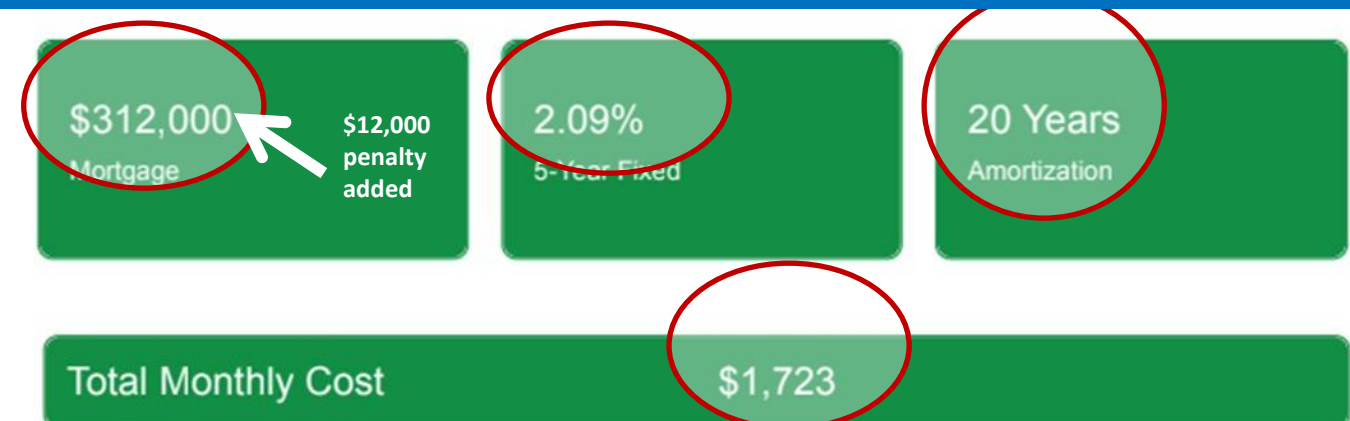 $312,000
Mortgage
$12,000
penalty
added
2.09%
5-Year Fixed
20 Years
Amortization
Total Monthly Cost $1,723